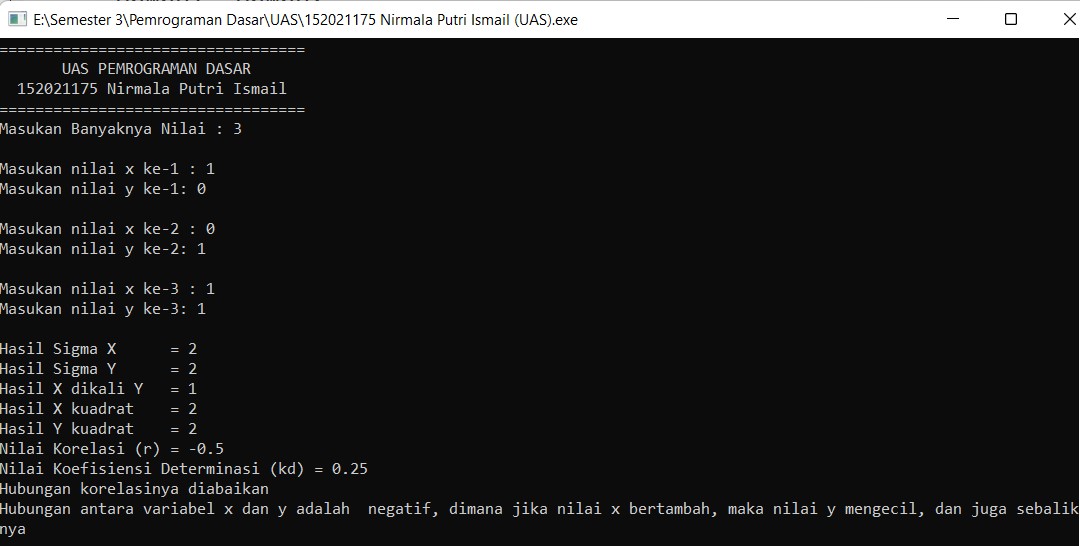 E:\Semester 3\Pemrograman Dasar\UAS\152021175 Nirmala Putri Ismail (UAS).exe
==================================
UAS PEMROGRAMAN DASAR
152021175 Nirmala Putri Ismail
==================================
Masukan Banyaknya Nilai : 3
Masukan nilai x ke-1 : 1
Masukan nilai y ke-1: 0
Masukan nilai x ke-2 : 0
Masukan nilai y ke-2: 1
Masukan nilai x ke-3 : 1
Masukan nilai y ke-3: 1
Hasil Sigma X = 2
Hasil Sigma Y = 2
Hasil X dikali Y = 1
Hasil X kuadrat = 2
Hasil Y kuadrat = 2
Nilai Korelasi (r) = -0.5
Nilai Koefisiensi Determinasi (kd) = 0.25
Hubungan korelasinya diabaikan
Hubungan antara variabel x dan y adalah  negatif, dimana jika nilai x bertambah, maka nilai y mengecil, dan juga sebalik
nya